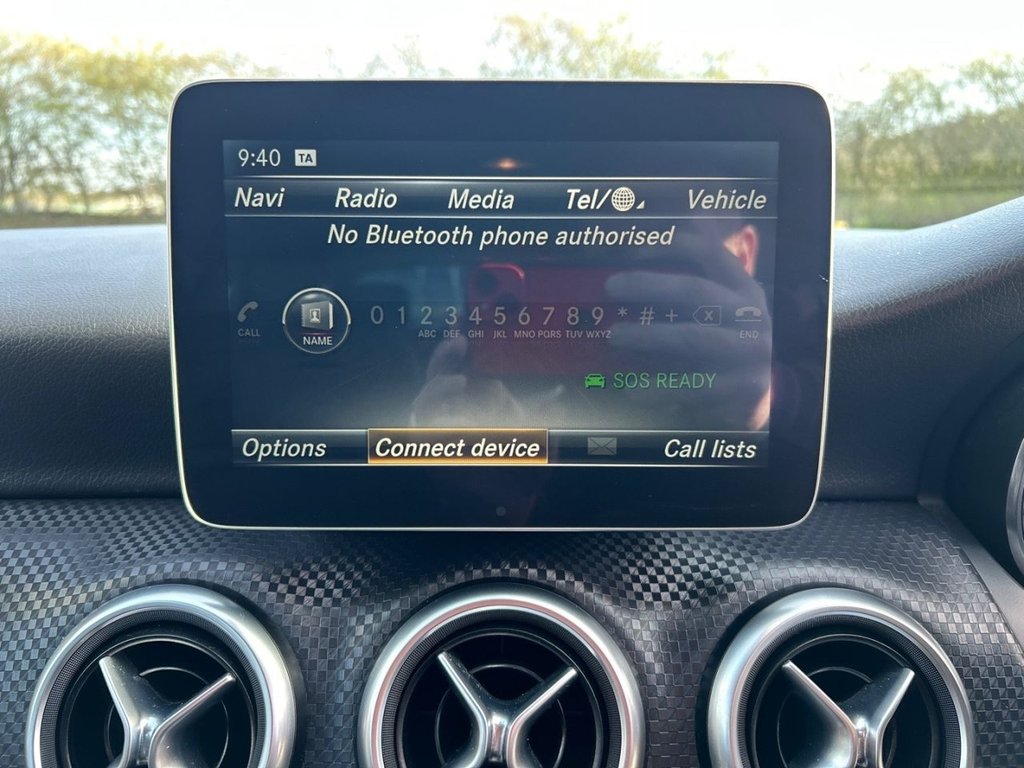 9:40 TA
Navi Radio Media Tel/ Vehicle
No Bluetooth phone authorised
0 1 2 3 4 5 6 7 8 9 * # + X
CALL NAME ABC DEF GHI JKL MNO PQRS TUV WXYZ END
SOS READY
Options Connect device Call lists